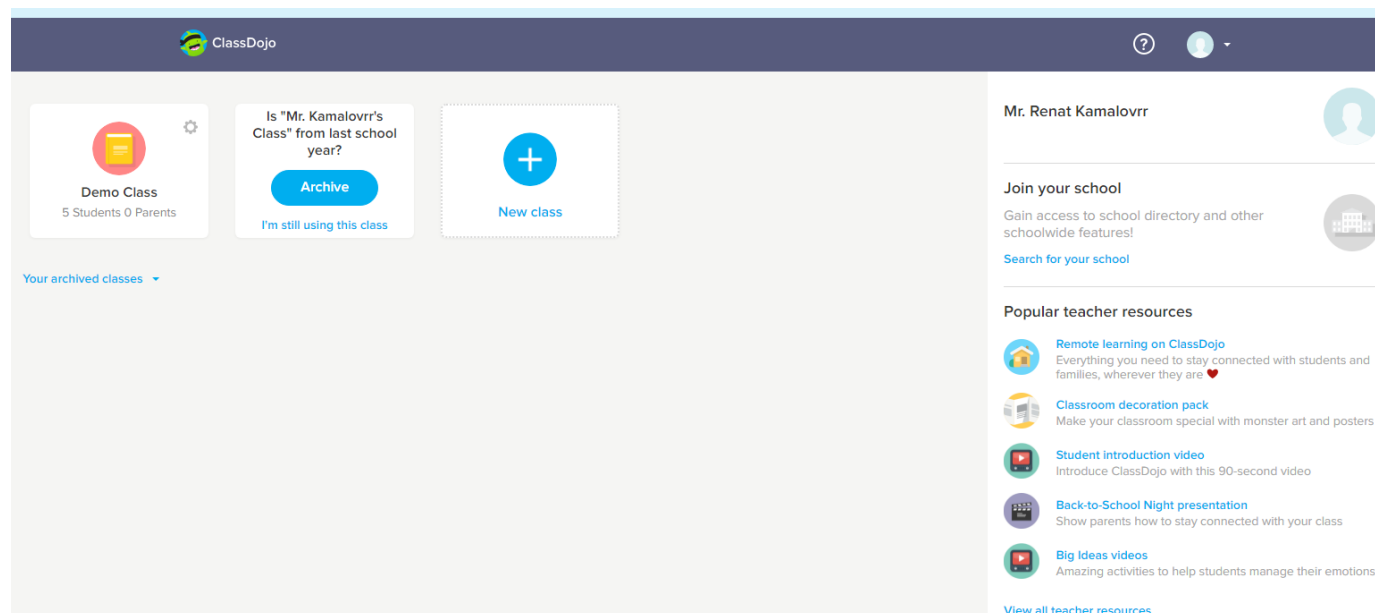 ClassDojo
?
Demo Class
5 Students 0 Parents
Is "Mr. Kamalovrr's
Class" from last school
year?
Archive
I'm still using this class
New class
Your archived classes
Mr. Renat Kamalovrr
Join your school
Gain access to school directory and other
schoolwide features!
Search for your school
Popular teacher resources
Remote learning on ClassDojo
Everything you need to stay connected with students and
families, wherever they are ♥
Classroom decoration pack
Make your classroom special with monster art and posters
Student introduction video
Introduce ClassDojo with this 90-second video
Back-to-School Night presentation
Show parents how to stay connected with your class
Big Ideas videos
Amazing activities to help students manage their emotions
View all teacher resources